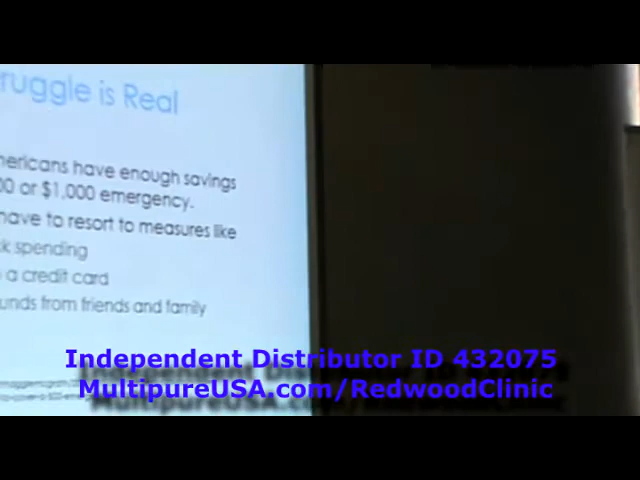 ruggle is Real
mericans have enough savings
00 or $1,000 emergency.
have to resort to measures like
k spending
a credit card
unds from friends and family
Independent Distributor ID 432075
MultipureUSA.com/RedwoodClinic